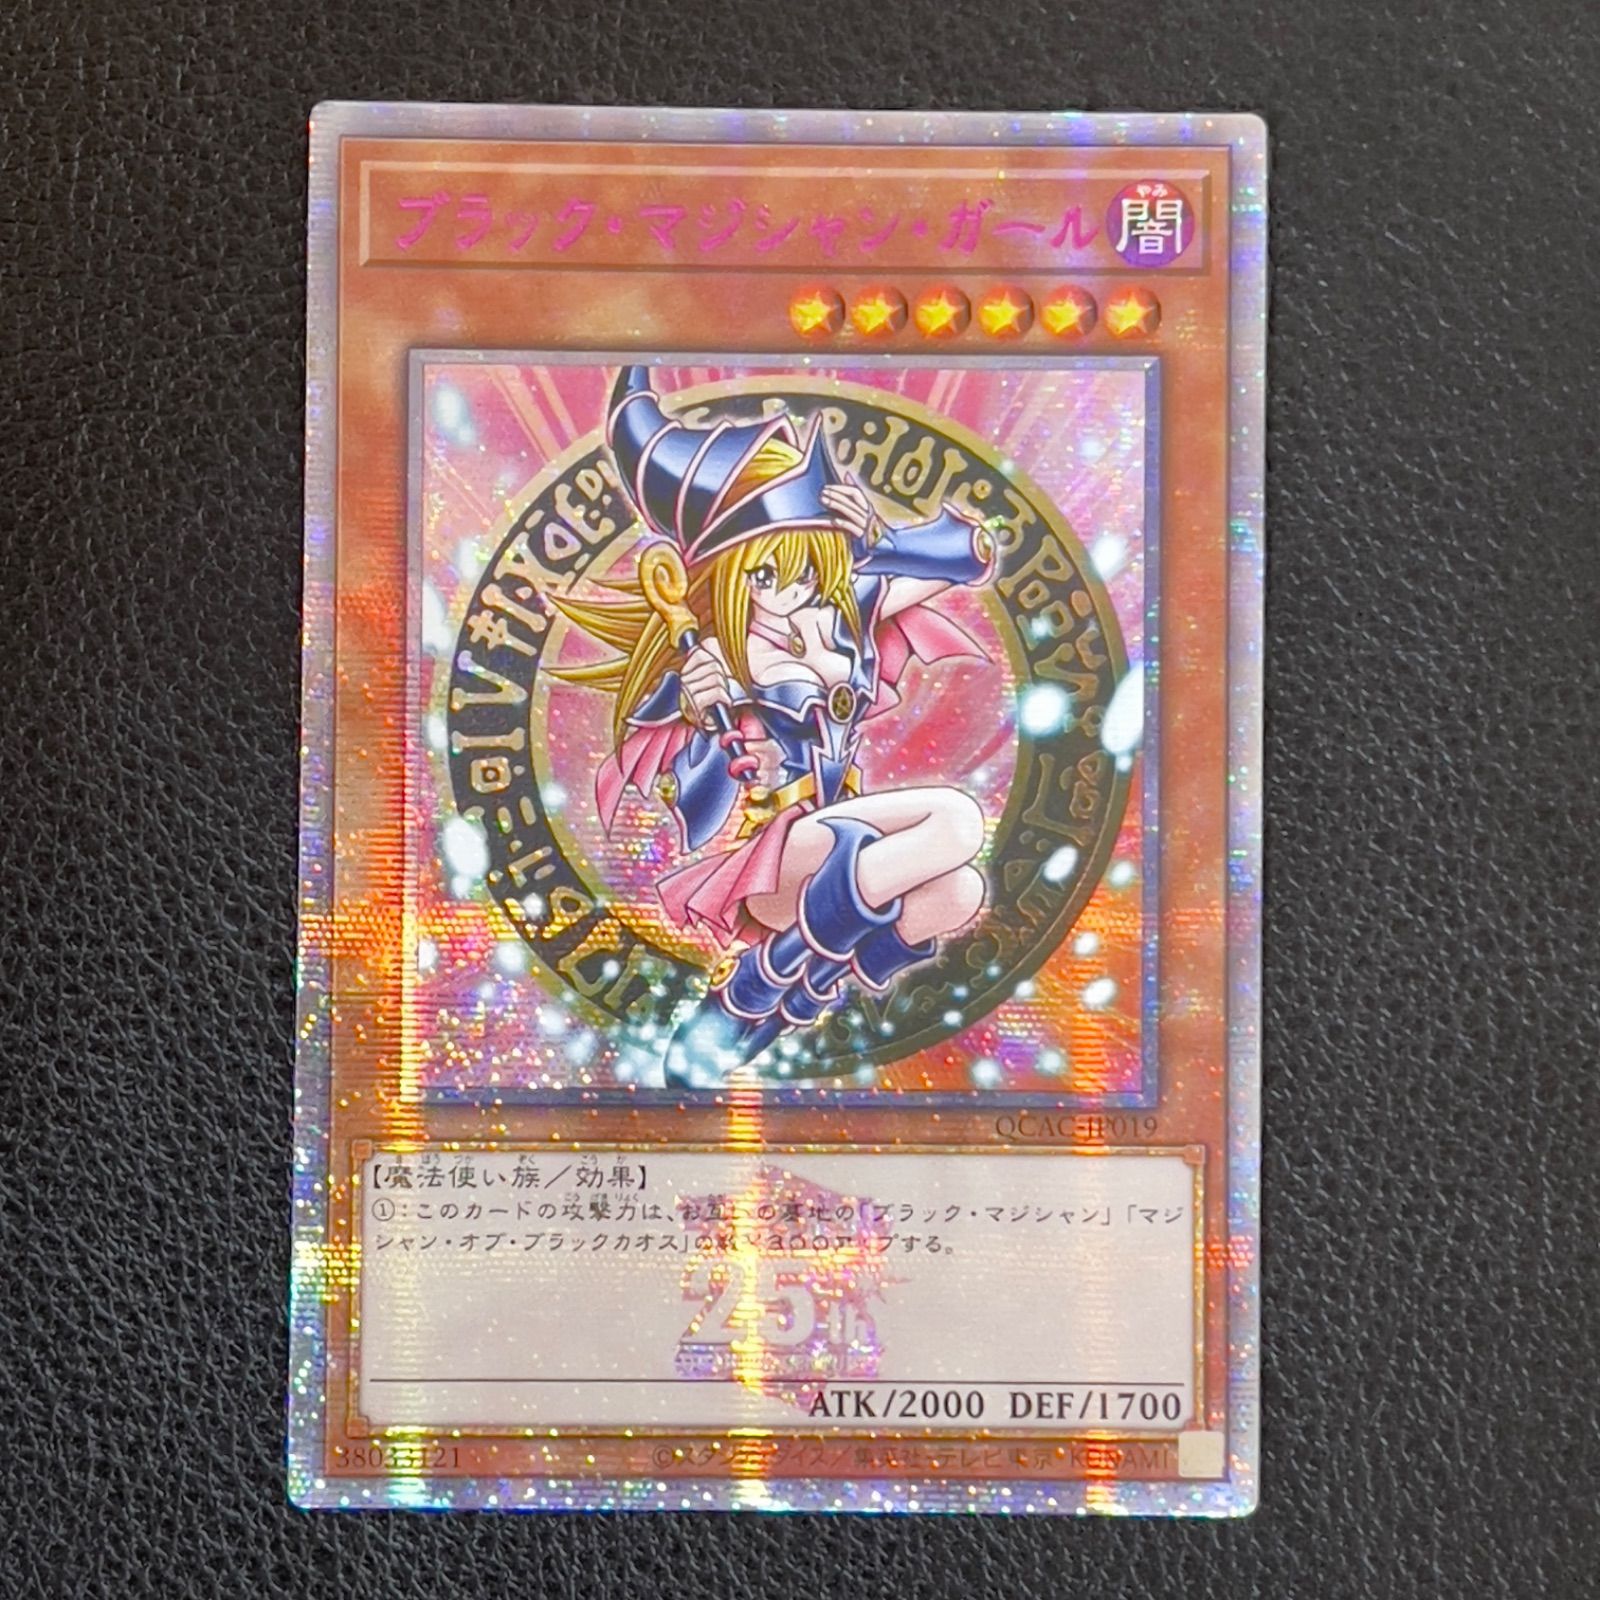 ブラック・マジシャン・ガール
やみ
闇
QCAC-JP019
【魔法使い族／効果】
①：このカードの攻撃力は、お互いの墓地の「ブラック・マジシャン」「マジ
シャン・オブ・ブラックカオス」の数×３００アップする。
25th
ATK/2000 DEF/1700
38033121
©スタジオ・ダイス／集英社・テレビ東京・KONAMI